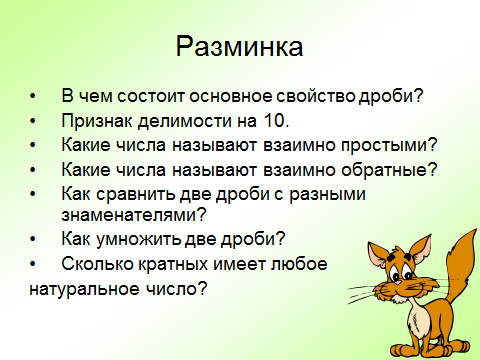 Разминка
• В чем состоит основное свойство дроби?
• Признак делимости на 10.
• Какие числа называют взаимно простыми?
• Какие числа называют взаимно обратные?
• Как сравнить две дроби с разными
знаменателями?
• Как умножить две дроби?
• Сколько кратных имеет любое
натуральное число?